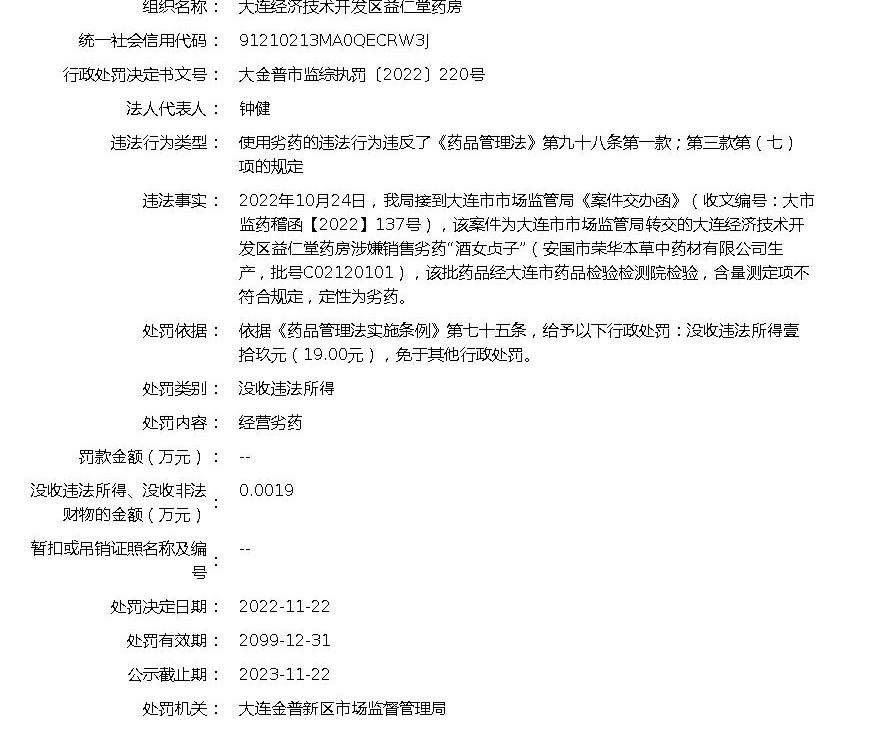 组织名称： 大连经济技术开发区益仁堂药房
统一社会信用代码： 91210213MA0QECRW3J
行政处罚决定书文号： 大金普市监综执罚〔2022〕220号
法人代表人： 钟健
违法行为类型： 使用劣药的违法行为违反了《药品管理法》第九十八条第一款；第三款第（七）
项的规定
违法事实： 2022年10月24日，我局接到大连市市场监管局《案件交办函》（收文编号：大市
监药稽函【2022】137号），该案件为大连市市场监管局转交的大连经济技术开
发区益仁堂药房涉嫌销售劣药“酒女贞子”（安国市荣华本草中药材有限公司生
产，批号C02120101），该批药品经大连市药品检验检测院检验，含量测定项不
符合规定，定性为劣药。
处罚依据： 依据《药品管理法实施条例》第七十五条，给予以下行政处罚：没收违法所得壹
拾玖元（19.00元），免于其他行政处罚。
处罚类别： 没收违法所得
处罚内容： 经营劣药
罚款金额（万元）： --
没收违法所得、没收非法
财物的金额（万元）： 0.0019
暂扣或吊销证照名称及编
号： --
处罚决定日期： 2022-11-22
处罚有效期： 2099-12-31
公示截止期： 2023-11-22
处罚机关： 大连金普新区市场监督管理局